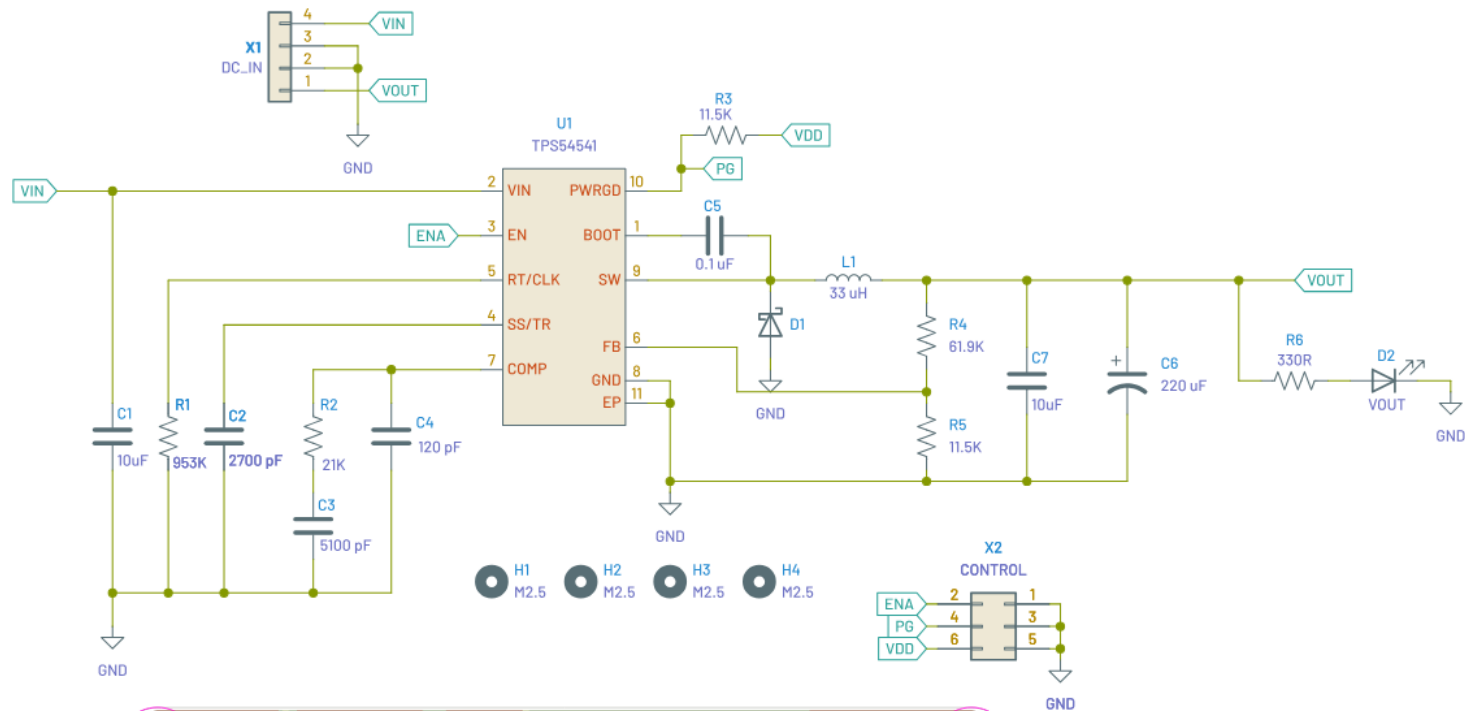 4
VIN
3
X1
2
DC_IN
1
VOUT
GND
R3
11.5K
VDD
U1
TPS54541
PG
VIN
2
VIN
PWRGD
10
ENA
3
EN
BOOT
1
C5
0.1 uF
5
RT/CLK
SW
9
L1
33 uH
VOUT
4
SS/TR
D1
R4
61.9K
FB
6
7
COMP
GND
8
EP
11
GND
C7
10uF
+
C6
220 uF
R6
330R
D2
VOUT
GND
C1
10uF
R1
953K
C2
2700 pF
R2
21K
C4
120 pF
R5
11.5K
C3
5100 pF
GND
H1
M2.5
H2
M2.5
H3
M2.5
H4
M2.5
X2
CONTROL
ENA
2
1
PG
4
3
VDD
6
5
GND
GND